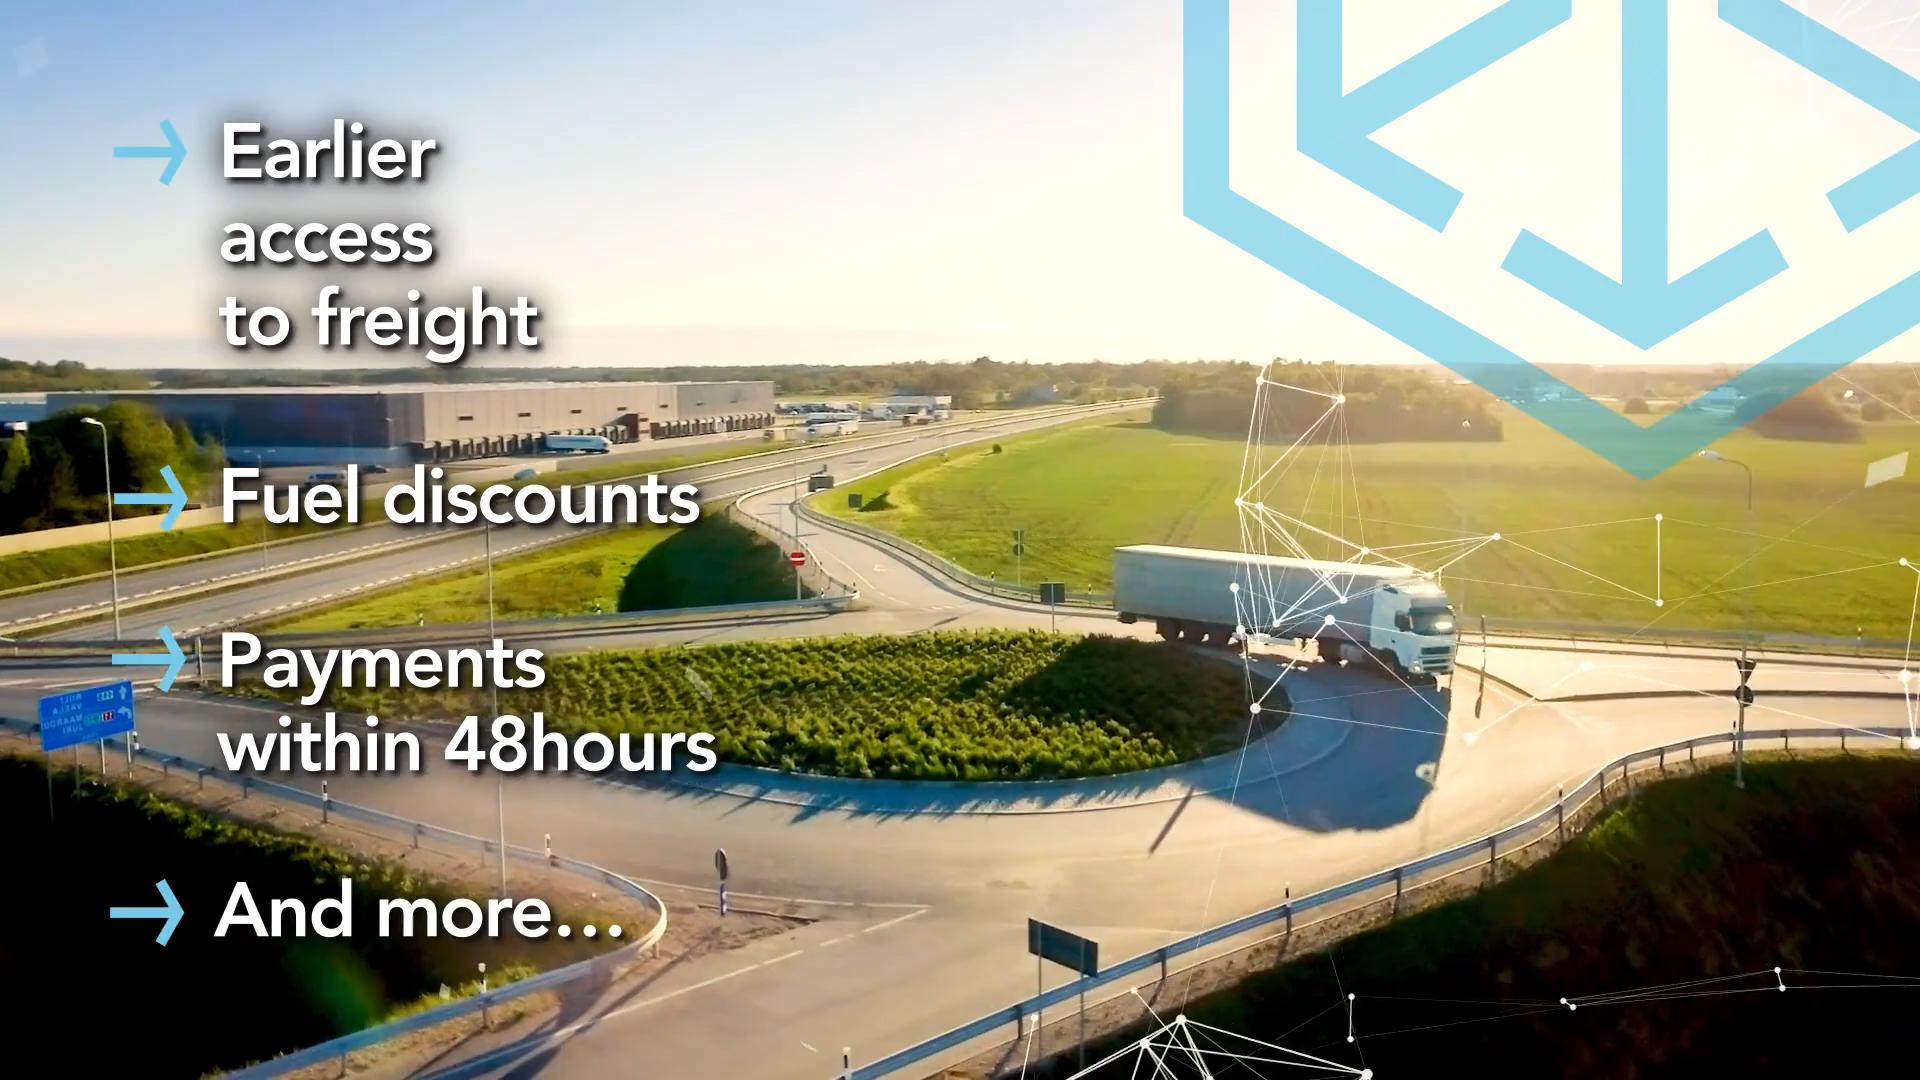 Earlier
access
to freight
Fuel discounts
Payments
within 48hours
And more...